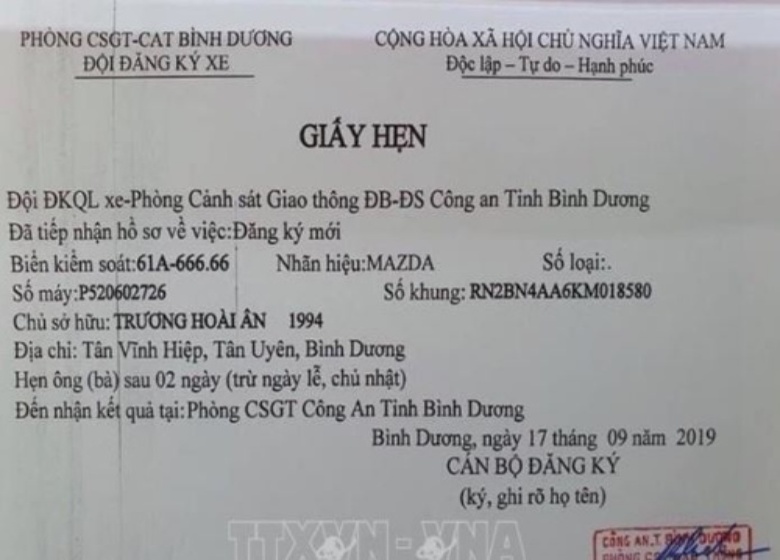 PHÒNG CSGT-CAT BÌNH DƯƠNG
ĐỘI ĐĂNG KÝ XE
CỘNG HÒA XÃ HỘI CHỦ NGHĨA VIỆT NAM
Độc lập – Tự do – Hạnh phúc
GIẤY HẸN
Đội ĐKQL xe-Phòng Cảnh sát Giao thông ĐB-ĐS Công an Tỉnh Bình Dương
Đã tiếp nhận hồ sơ về việc:Đăng ký mới
Biển kiểm soát:61A-666.66 Nhãn hiệu:MAZDA Số loại:.
Số máy:P520602726 Số khung: RN2BN4AA6KM018580
Chủ sở hữu: TRƯƠNG HOÀI ÂN 1994
Địa chỉ: Tân Vĩnh Hiệp, Tân Uyên, Bình Dương
Hẹn ông (bà) sau 02 ngày (trừ ngày lễ, chủ nhật)
Đến nhận kết quả tại:Phòng CSGT Công An Tỉnh Bình Dương
Bình Dương, ngày 17 tháng 09 năm 2019
CÁN BỘ ĐĂNG KÝ
(ký, ghi rõ họ tên)
CÔNG AN.T. BÌNH DƯƠNG
TTXVN-VNA